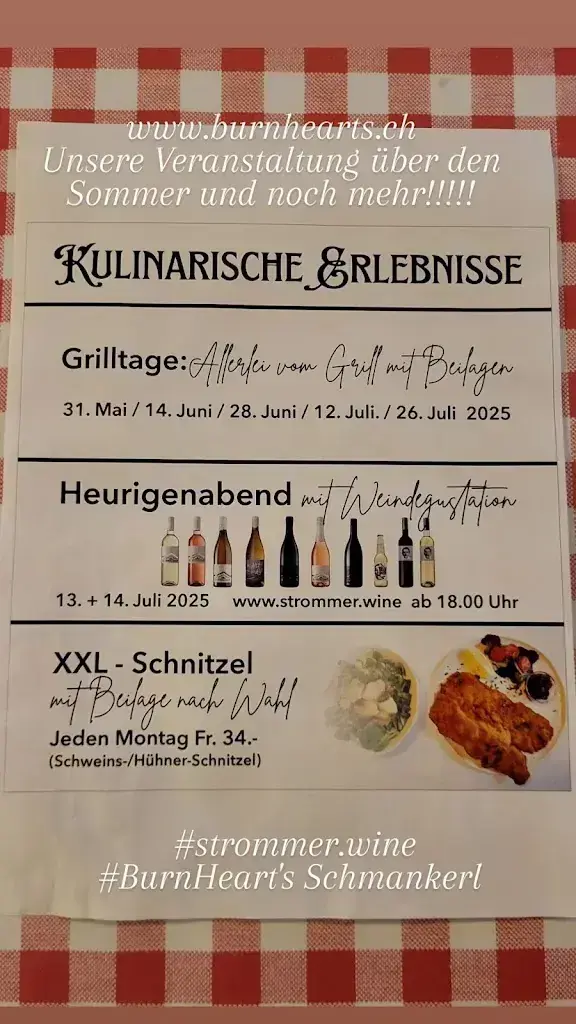 www.burnhearts.ch
Unsere Veranstaltung über den
Sommer und noch mehr!!!!!
KULINARISCHE ERLEBNISSE
Grilltage: Allerlei vom Grill mit Beilagen
31. Mai / 14. Juni / 28. Juni / 12. Juli. / 26. Juli 2025
Heurigenabend mit Weindegustation
13. + 14. Juli 2025 www.strommer.wine ab 18.00 Uhr
XXL - Schnitzel
mit Beilage nach Wahl
Jeden Montag Fr. 34.-
(Schweins-/Hühner-Schnitzel)
#strommer.wine
#BurnHeart's Schmankerl